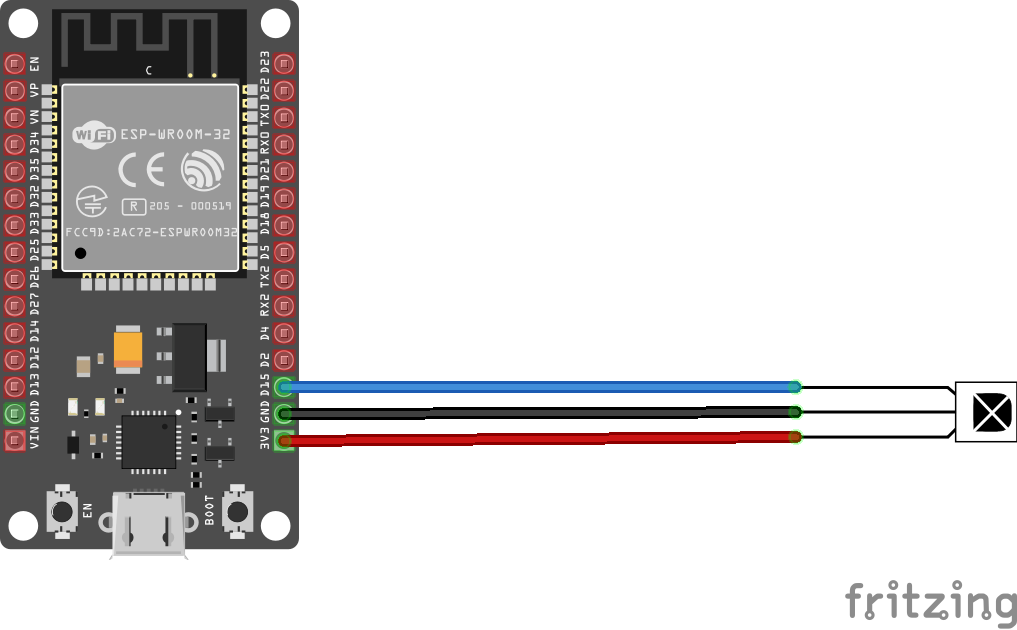 C
EN
VP
VN
D34
D35
D32
D33
D25
D26
D27
D14
D12
D13
GND
VIN
WiFi ESP-WROOM-32
CE
R 205 - 000519
FCC9D:2AC72-ESPWROOM32
D23
D22
TX0
RX0
D21
D19
D18
D5
TX2
RX2
D4
D2
D15
GND
3V3
EN
BOOT
fritzing